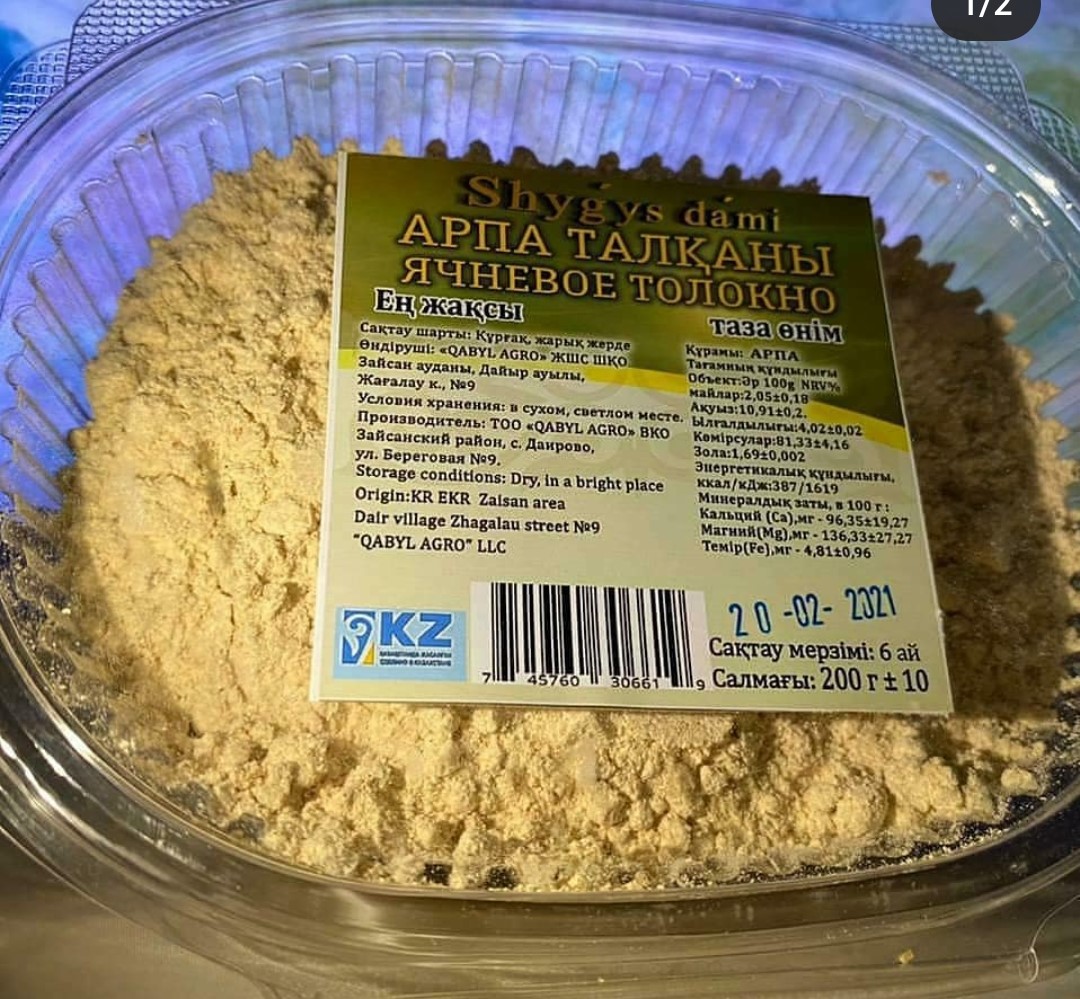 1/2
Shyǵys dámi
АРПА ТАЛҚАНЫ
ЯЧНЕВОЕ ТОЛОКНО
Ең жақсы
таза өнім
Сақтау шарты: Құрғақ, жарық жерде
Өндіруші: «QABYL AGRO» ЖШС ШҚО
Зайсан ауданы, Дайыр ауылы,
Жағалау к., №9
Условия хранения: в сухом, светлом месте.
Производитель: ТОО «QABYL AGRO» ВКО
Зайсанский район, с. Даирово,
ул. Береговая №9.
Storage conditions: Dry, in a bright place
Origin:KR EKR Zaisan area
Dair village Zhagalau street №9
"QABYL AGRO" LLC
Құрамы: АРПА
Тағамның құндылығы
Объект:Әр 100g NRV%
майлар:2,05±0,18
Ақуыз:10,91±0,2.
Ылғалдылығы:4,02±0,02
Көмірсулар:81,33±4,16
Зола:1,69±0,002
Энергетикалық құндылығы,
ккал/кДж:387/1619
Минералдық заты, в 100 г:
Кальций (Ca),мг - 96,35±19,27
Магний(Mg),мг - 136,33±27,27
Темір(Fe),мг - 4,81±0,96
KZ
ҚАЗАҚСТАНДА ЖАСАЛҒАН
СДЕЛАНО В КАЗАХСТАНЕ
7 45760 30661 9
20-02-2021
Сақтау мерзімі: 6 ай
Салмағы: 200 г ± 10